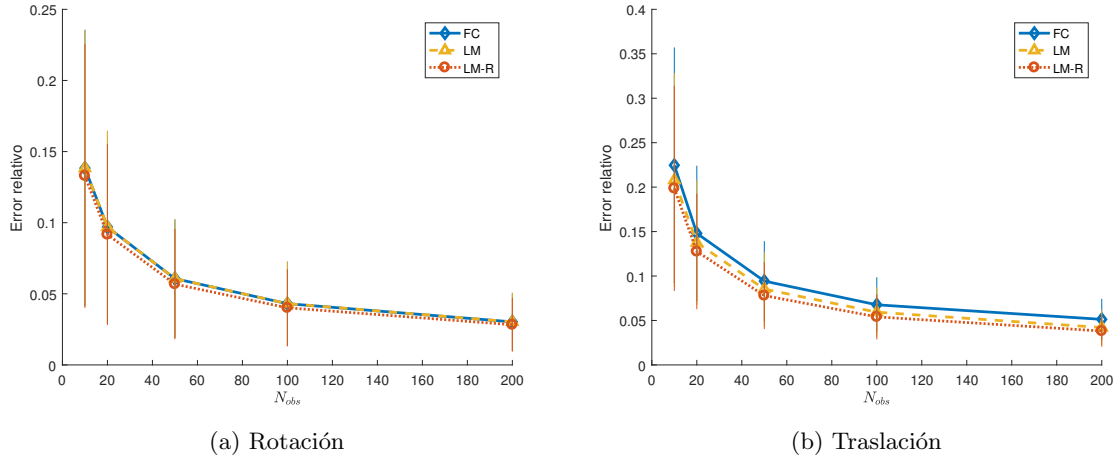 0.25
0.2
0.15
0.1
0.05
0
Error relativo
0 20 40 60 80 100 120 140 160 180 200
N_obs
FC
LM
LM-R
(a) Rotación
0.4
0.35
0.3
0.25
0.2
0.15
0.1
0.05
0
Error relativo
0 20 40 60 80 100 120 140 160 180 200
N_obs
FC
LM
LM-R
(b) Traslación